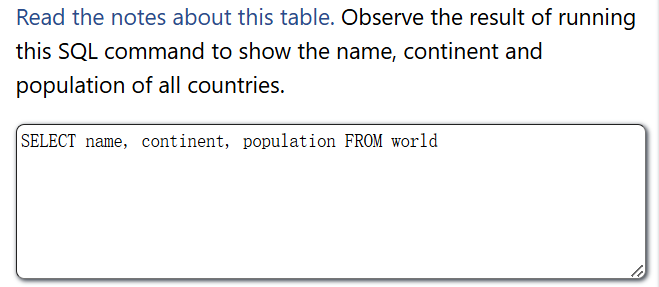 Read the notes about this table. Observe the result of running
this SQL command to show the name, continent and
population of all countries.
SELECT name, continent, population FROM world